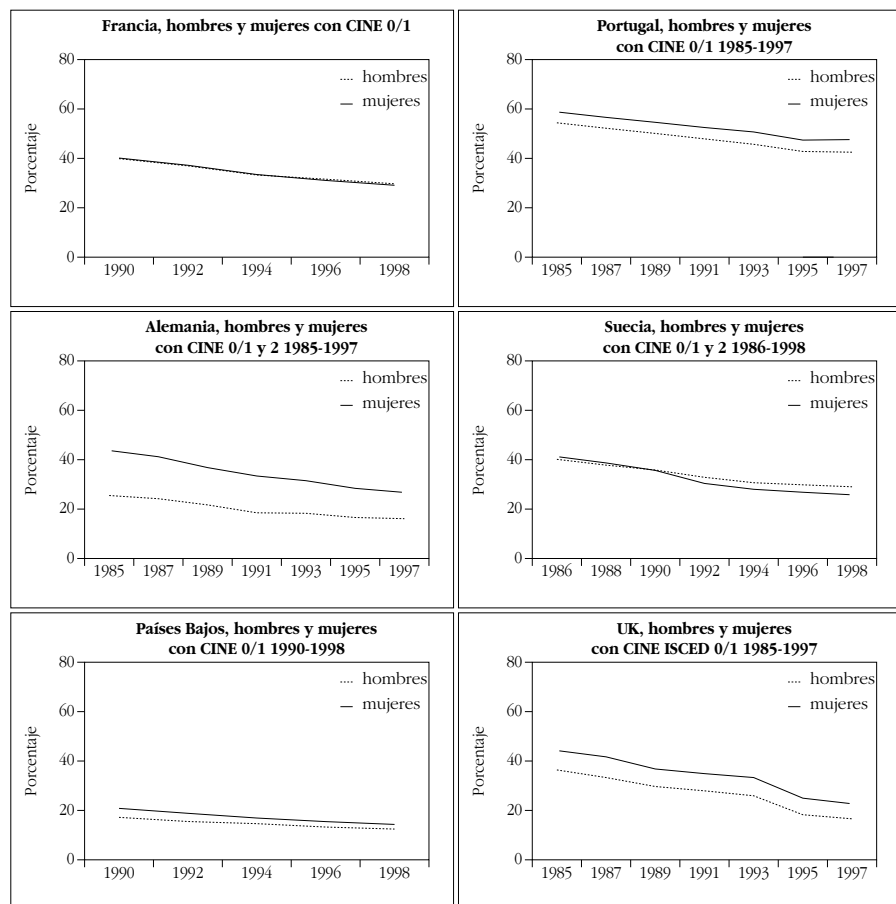 Francia, hombres y mujeres con CINE 0/1
80
60
40
20
0
Porcentaje
hombres
mujeres
1990 1992 1994 1996 1998
Portugal, hombres y mujeres
con CINE 0/1 1985-1997
80
60
40
20
0
Porcentaje
hombres
mujeres
1985 1987 1989 1991 1993 1995 1997
Alemania, hombres y mujeres
con CINE 0/1 y 2 1985-1997
80
60
40
20
0
Porcentaje
hombres
mujeres
1985 1987 1989 1991 1993 1995 1997
Suecia, hombres y mujeres
con CINE 0/1 y 2 1986-1998
80
60
40
20
0
Porcentaje
hombres
mujeres
1986 1988 1990 1992 1994 1996 1998
Países Bajos, hombres y mujeres
con CINE 0/1 1990-1998
80
60
40
20
0
Porcentaje
hombres
mujeres
1990 1992 1994 1996 1998
UK, hombres y mujeres
con CINE ISCED 0/1 1985-1997
80
60
40
20
0
Porcentaje
hombres
mujeres
1985 1987 1989 1991 1993 1995 1997